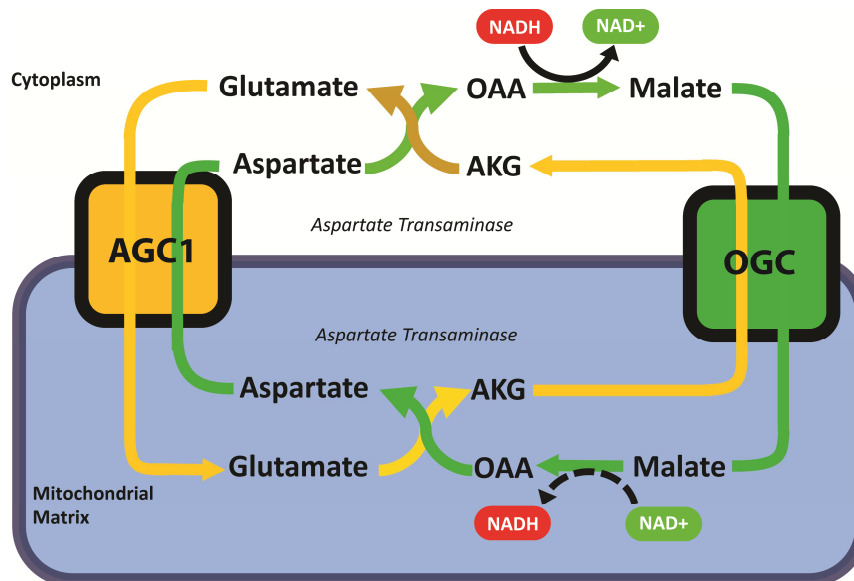 NADH
NAD+
Cytoplasm
Glutamate
OAA
Malate
Aspartate
AKG
Aspartate Transaminase
AGC1
OGC
Aspartate Transaminase
Aspartate
AKG
Glutamate
OAA
Malate
Mitochondrial
Matrix
NADH
NAD+